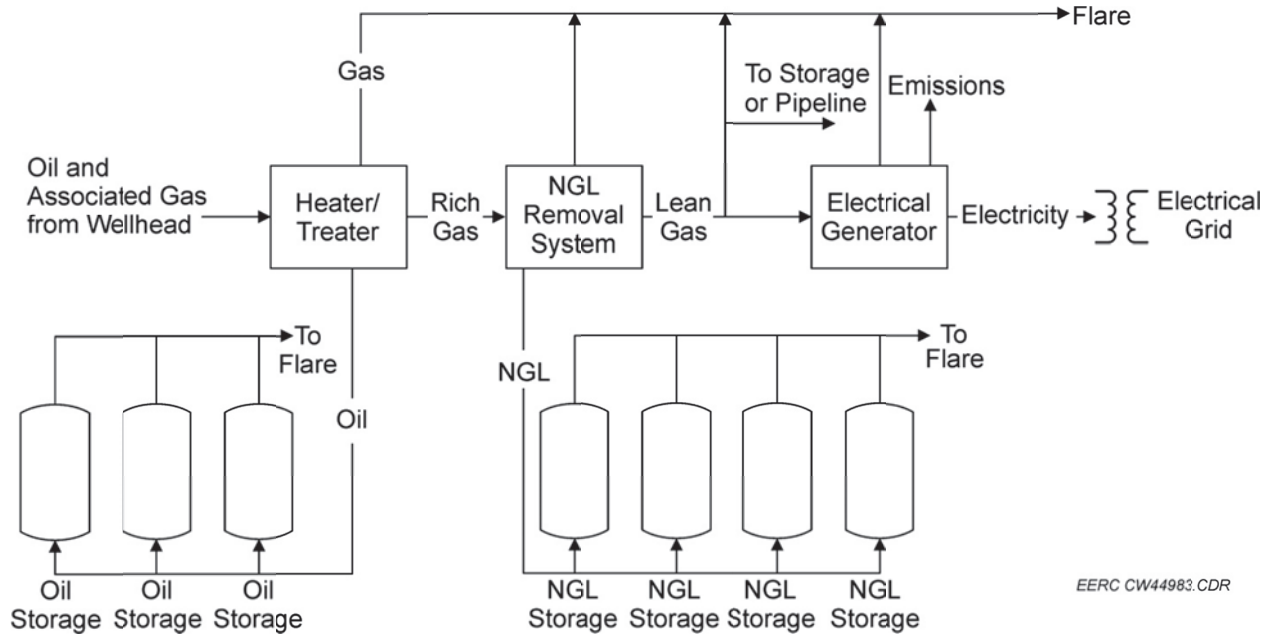 Flare
Gas
To Storage
or Pipeline
Emissions
Oil and
Associated Gas
from Wellhead
Heater/
Treater
Rich
Gas
NGL
Removal
System
Lean
Gas
Electrical
Generator
Electricity
Electrical
Grid
To
Flare
Oil
NGL
To
Flare
Oil
Storage
Oil
Storage
Oil
Storage
NGL
Storage
NGL
Storage
NGL
Storage
NGL
Storage
EERC CW44983.CDR